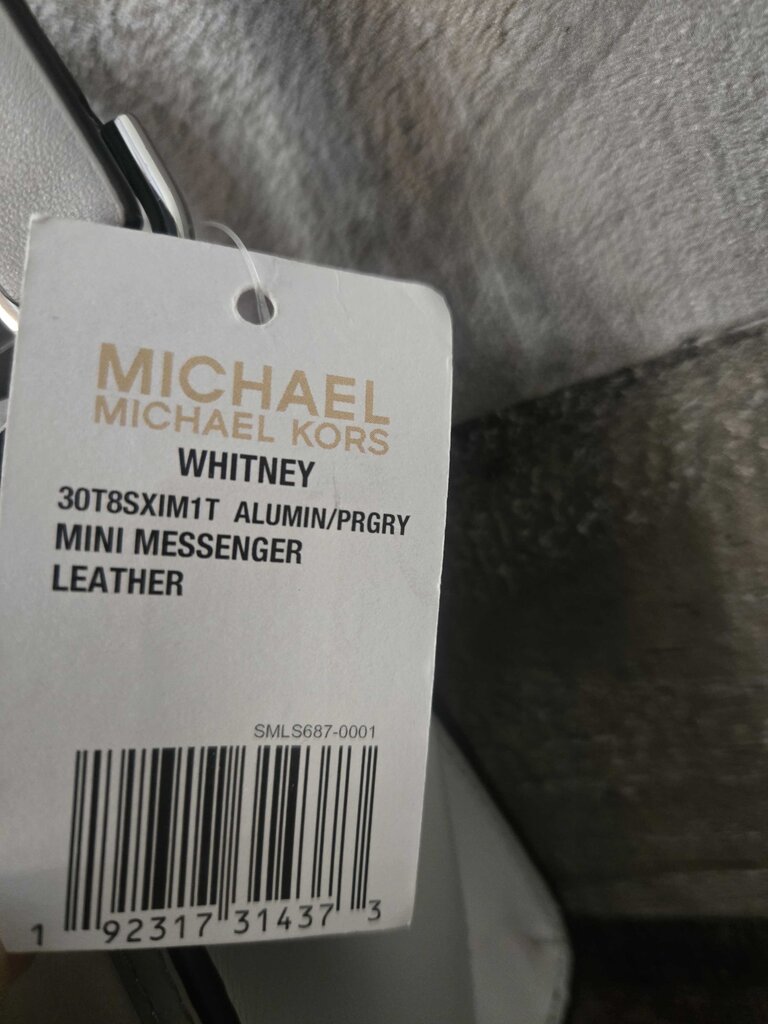 MICHAEL
MICHAEL KORS
WHITNEY
30T8SXIM1T ALUMIN/PRGRY
MINI MESSENGER
LEATHER
SMLS687-0001
1 92317 31437 3